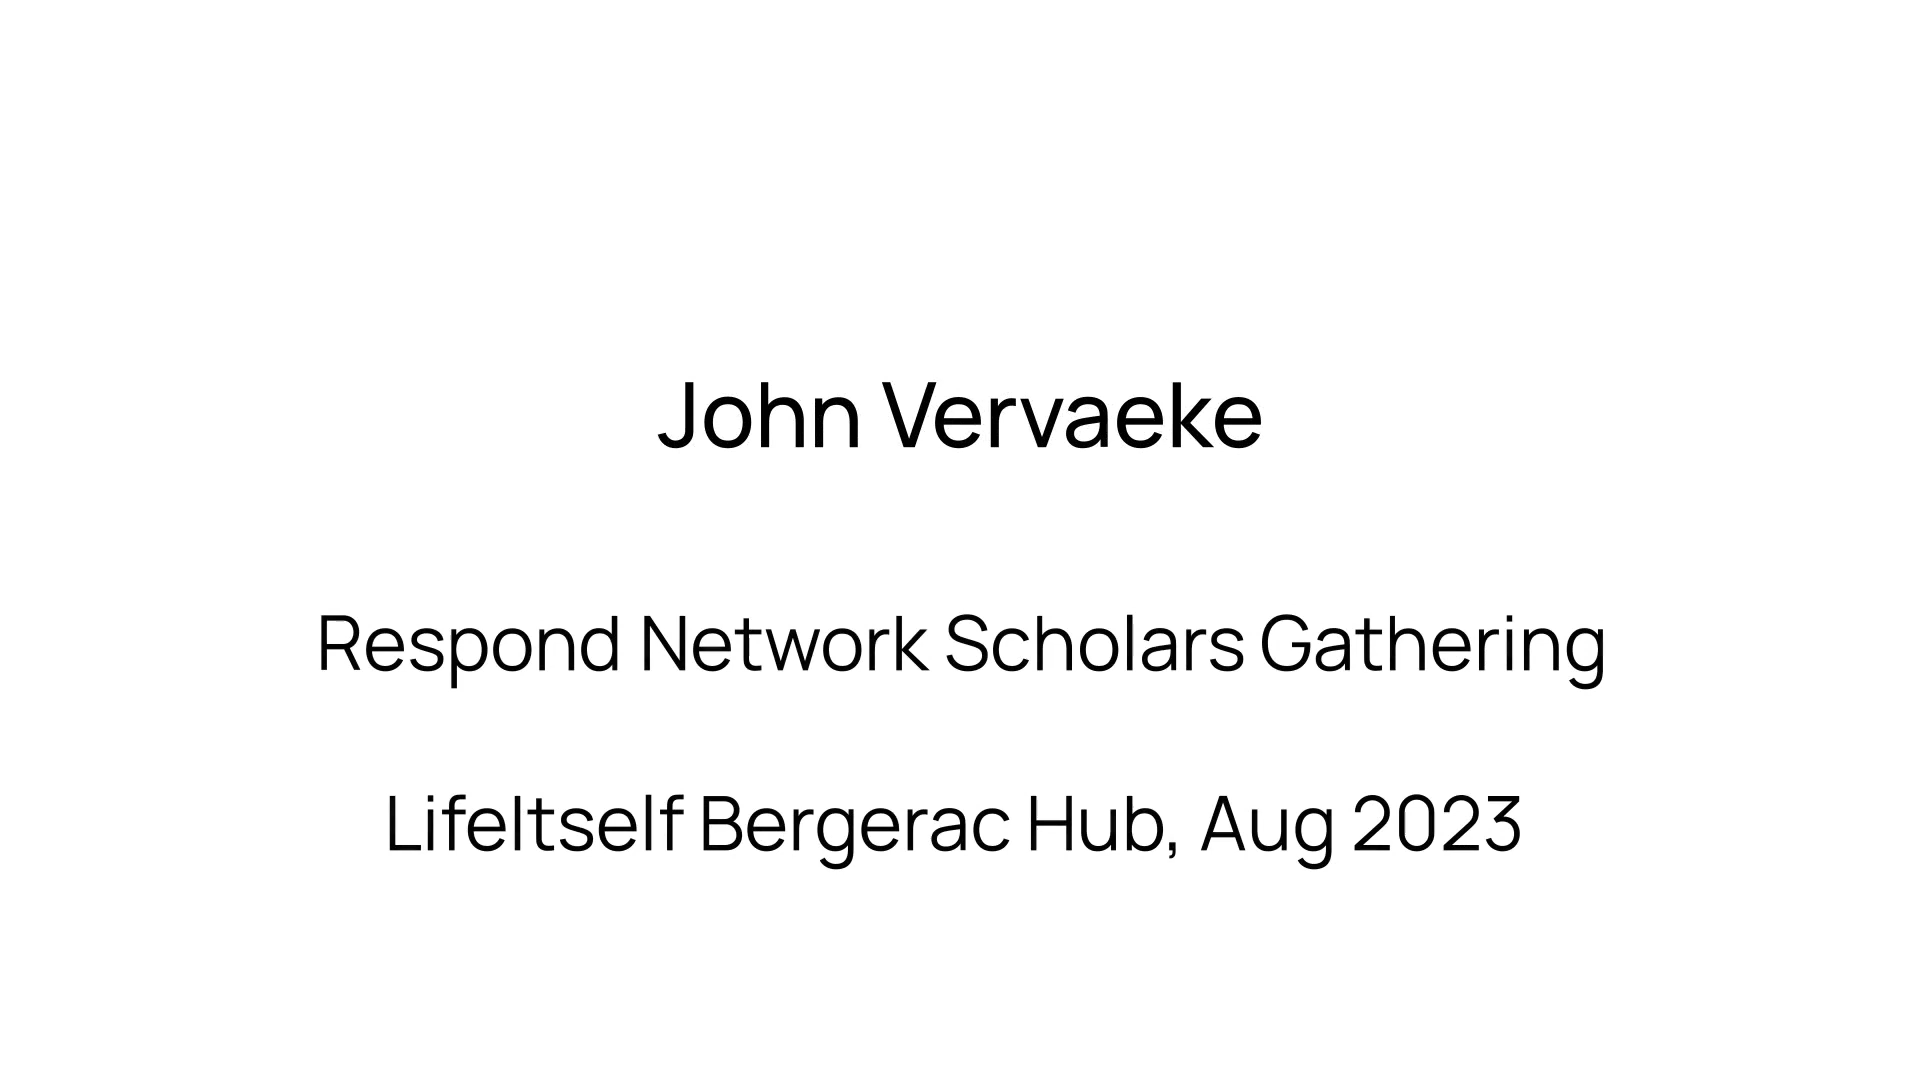 John Vervaeke
Respond Network Scholars Gathering
LifeItself Bergerac Hub, Aug 2023